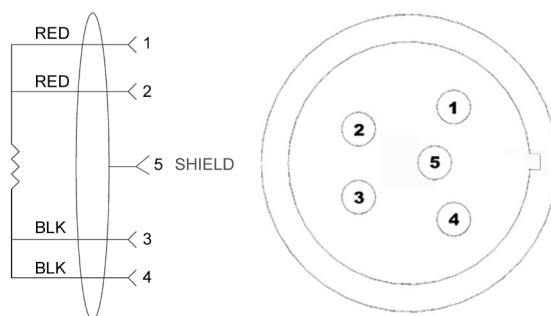 RED 1
RED 2
5 SHIELD
BLK 3
BLK 4
1
2
5
3
4